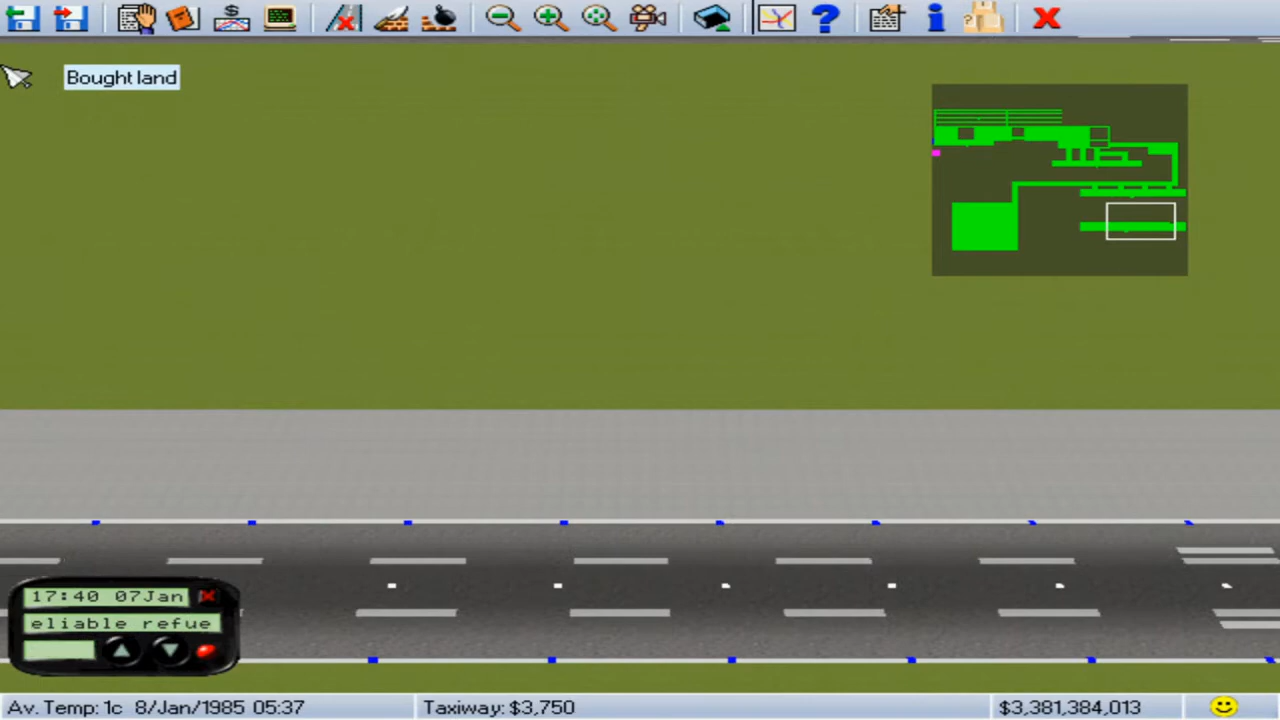 Bought land
17:40 07Jan
eliable refue
Av. Temp: 1c 8/Jan/1985 05:37
Taxiway: $3,750
$3,381,384,013